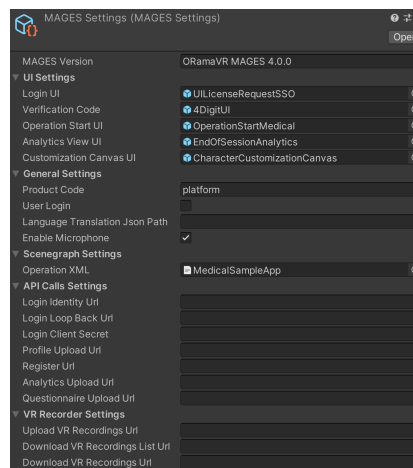 MAGES Settings (MAGES Settings)
Open
MAGES Version ORamaVR MAGES 4.0.0
UI Settings
Login UI UILicenseRequestSSO
Verification Code 4DigitUI
Operation Start UI OperationStartMedical
Analytics View UI EndOfSessionAnalytics
Customization Canvas UI CharacterCustomizationCanvas
General Settings
Product Code platform
User Login
Language Translation Json Path
Enable Microphone
Scenegraph Settings
Operation XML MedicalSampleApp
API Calls Settings
Login Identity Url
Login Loop Back Url
Login Client Secret
Profile Upload Url
Register Url
Analytics Upload Url
Questionnaire Upload Url
VR Recorder Settings
Upload VR Recordings Url
Download VR Recordings List Url
Download VR Recordings Url